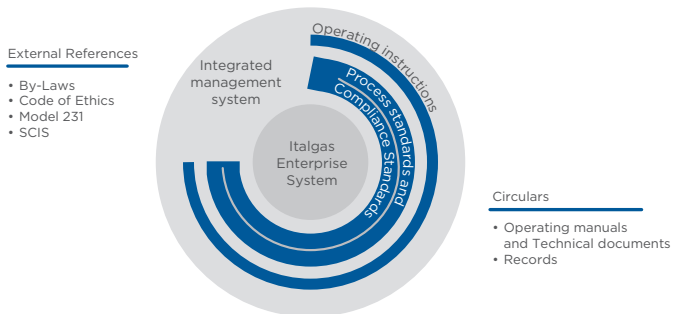 External References
• By-Laws
• Code of Ethics
• Model 231
• SCIS
Integrated
management
system
Operating instructions
Process standards and
Compliance Standards
Italgas
Enterprise
System
Circulars
• Operating manuals
and Technical documents
• Records